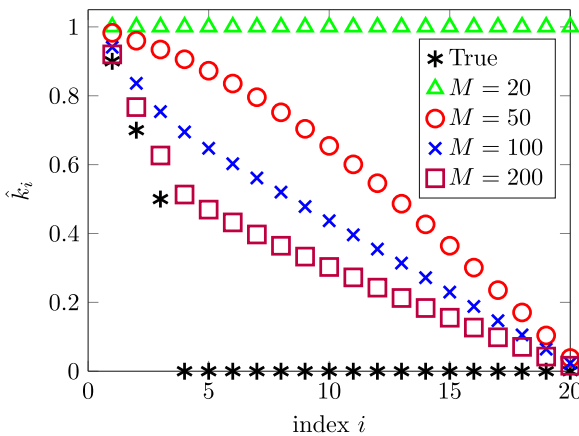 1
0.8
0.6
0.4
0.2
0
0 5 10 15 20
k̂ᵢ
index i
True
M = 20
M = 50
M = 100
M = 200